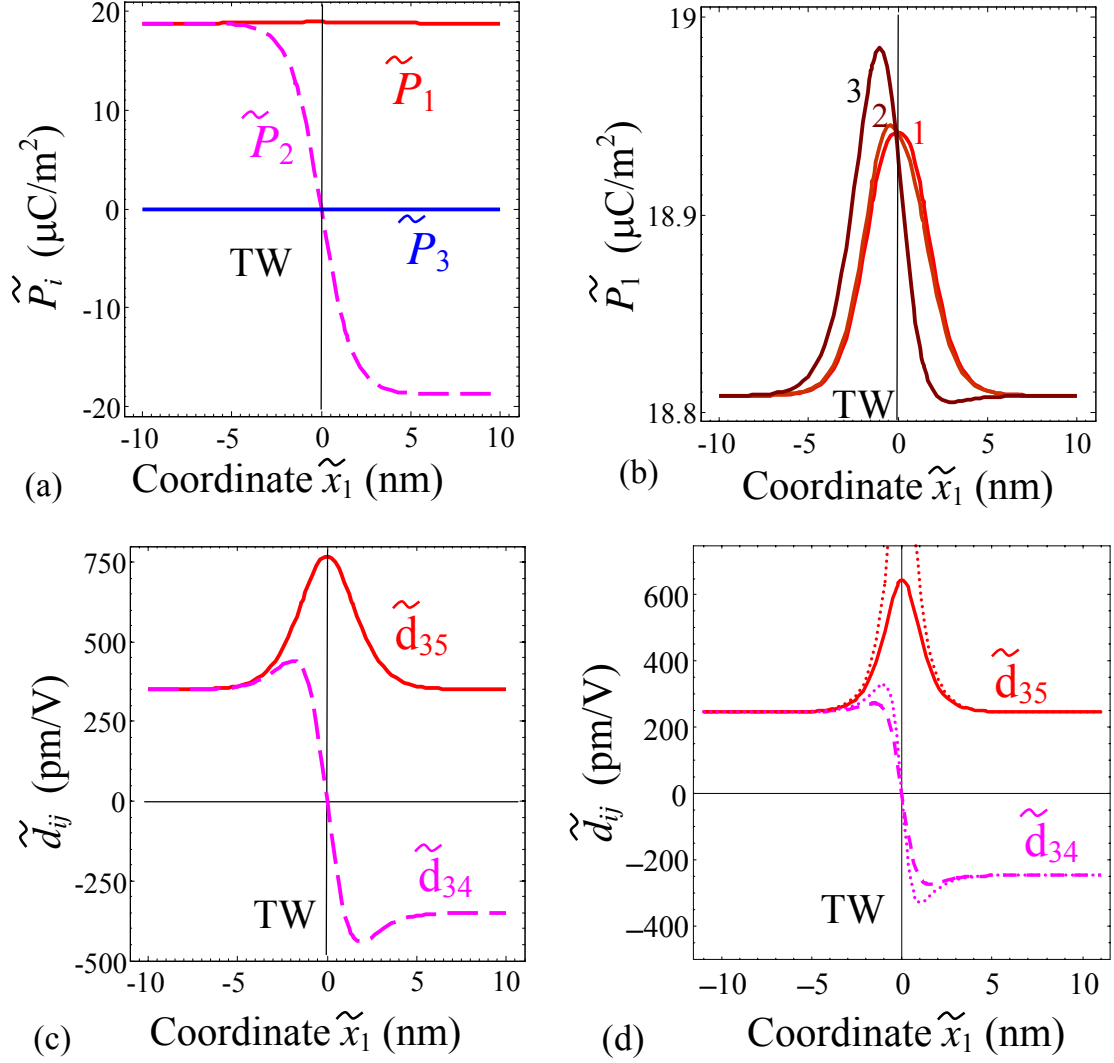 20
10
0
-10
-20
P̃₁
P̃₂
P̃₃
TW
P̃ᵢ (μC/m²)
-10 -5 0 5 10
(a) Coordinate x̃₁ (nm)
19
18.9
18.8
3 2 1
TW
P̃₁ (μC/m²)
-10 -5 0 5 10
(b) Coordinate x̃₁ (nm)
750
500
250
0
-250
-500
d̃₃₅
d̃₃₄
TW
d̃ᵢⱼ (pm/V)
-10 -5 0 5 10
(c) Coordinate x̃₁ (nm)
600
400
200
0
−200
−400
d̃₃₅
d̃₃₄
TW
d̃ᵢⱼ (pm/V)
−10 −5 0 5 10
(d) Coordinate x̃₁ (nm)